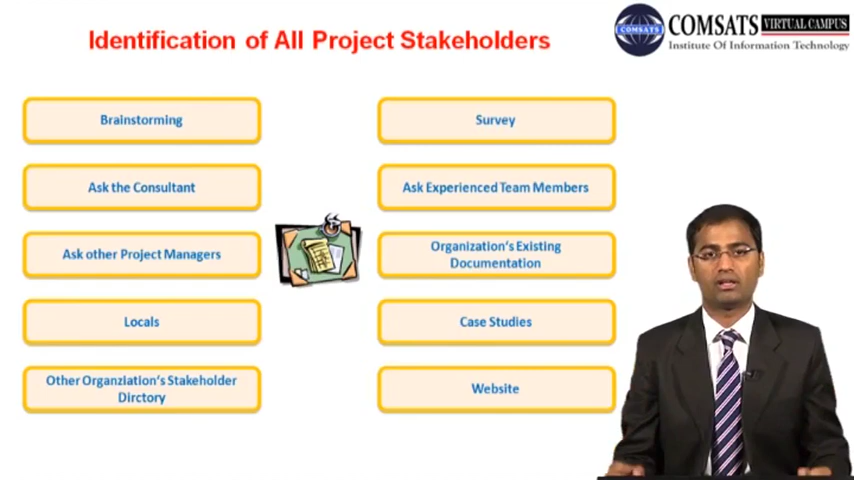 Identification of All Project Stakeholders
COMSATS
COMSATS VIRTUAL CAMPUS
Institute Of Information Technology
Brainstorming
Survey
Ask the Consultant
Ask Experienced Team Members
Ask other Project Managers
Organization's Existing
Documentation
Locals
Case Studies
Other Organziation's Stakeholder
Dirctory
Website